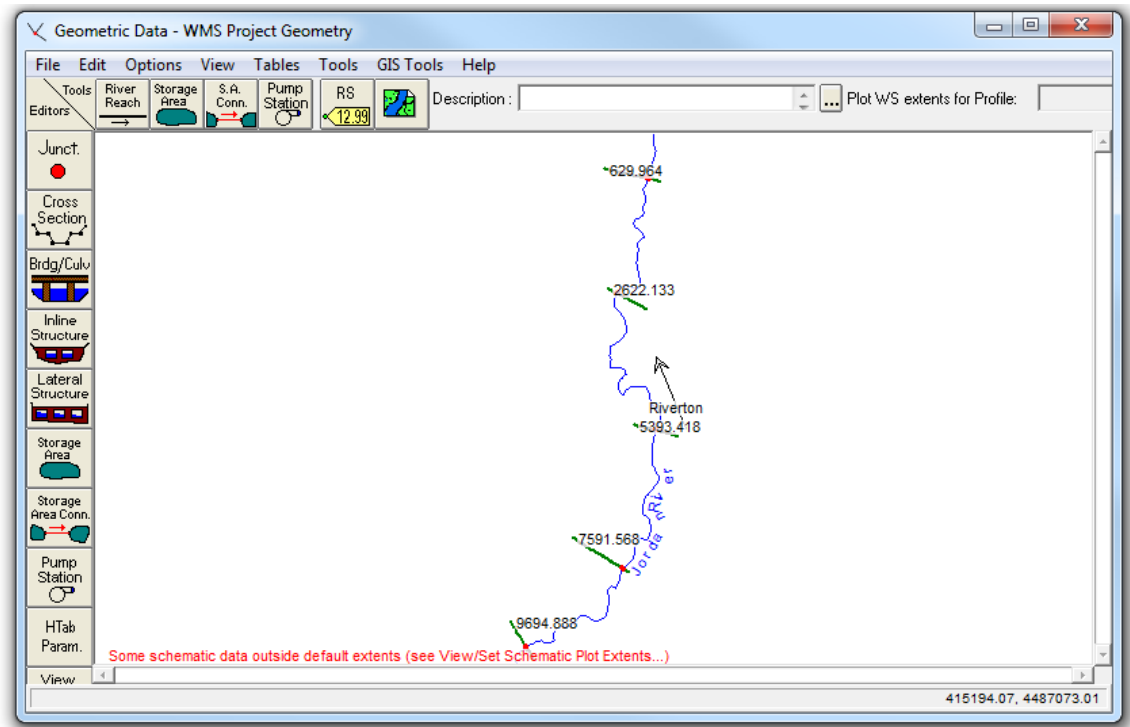 Geometric Data - WMS Project Geometry
File Edit Options View Tables Tools GIS Tools Help
Tools
Editors
River
Reach
Storage
Area
S.A.
Conn.
Pump
Station
RS
12.99
Description :
...
Plot WS extents for Profile:
Junct.
Cross
Section
Brdg/Culv
Inline
Structure
Lateral
Structure
Storage
Area
Storage
Area Conn.
Pump
Station
HTab
Param.
View
629.964
2622.133
Riverton
5393.418
Jordan River
7591.568
9694.888
Some schematic data outside default extents (see View/Set Schematic Plot Extents...)
415194.07, 4487073.01